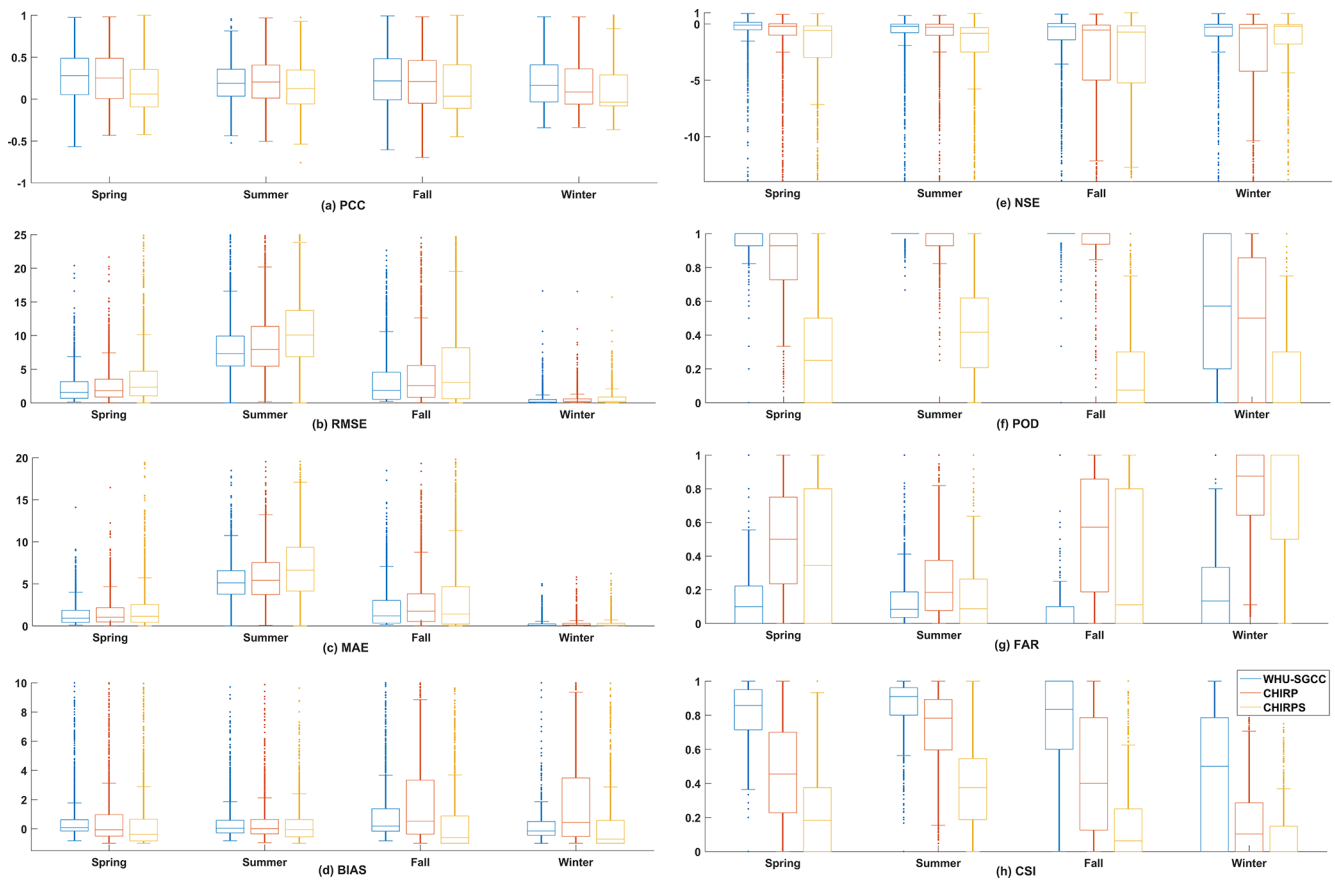 1
0.5
0
0.5
-1
Spring
Summer
Fall
Winter
(a) PCC
25
20
15
10
5
0
Spring
Summer
Fall
Winter
(b) RMSE
20
15
10
5
0
Spring
Summer
Fall
Winter
(c) MAE
10
8
6
4
2
0
Spring
Summer
Fall
Winter
(d) BIAS
1
0
-5
-10
Spring
Summer
Fall
Winter
(e) NSE
1
0.8
0.6
0.4
0.2
0
Spring
Summer
Fall
Winter
(f) POD
1
0.8
0.6
0.4
0.2
0
Spring
Summer
Fall
Winter
(g) FAR
1
0.8
0.6
0.4
0.2
0
WHU-SGCC
CHIRP
CHIRPS
Spring
Summer
Fall
Winter
(h) CSI